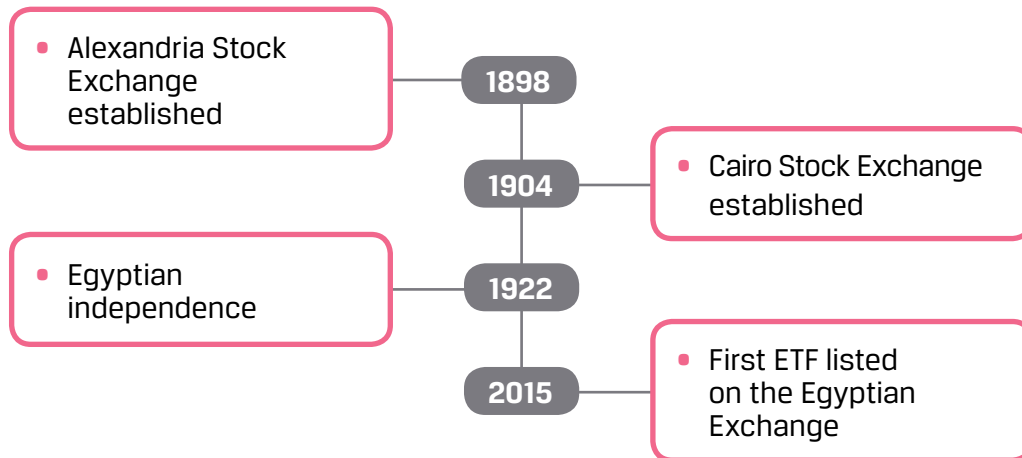 • Alexandria Stock
Exchange
established
1898
1904
• Cairo Stock Exchange
established
• Egyptian
independence
1922
2015
• First ETF listed
on the Egyptian
Exchange